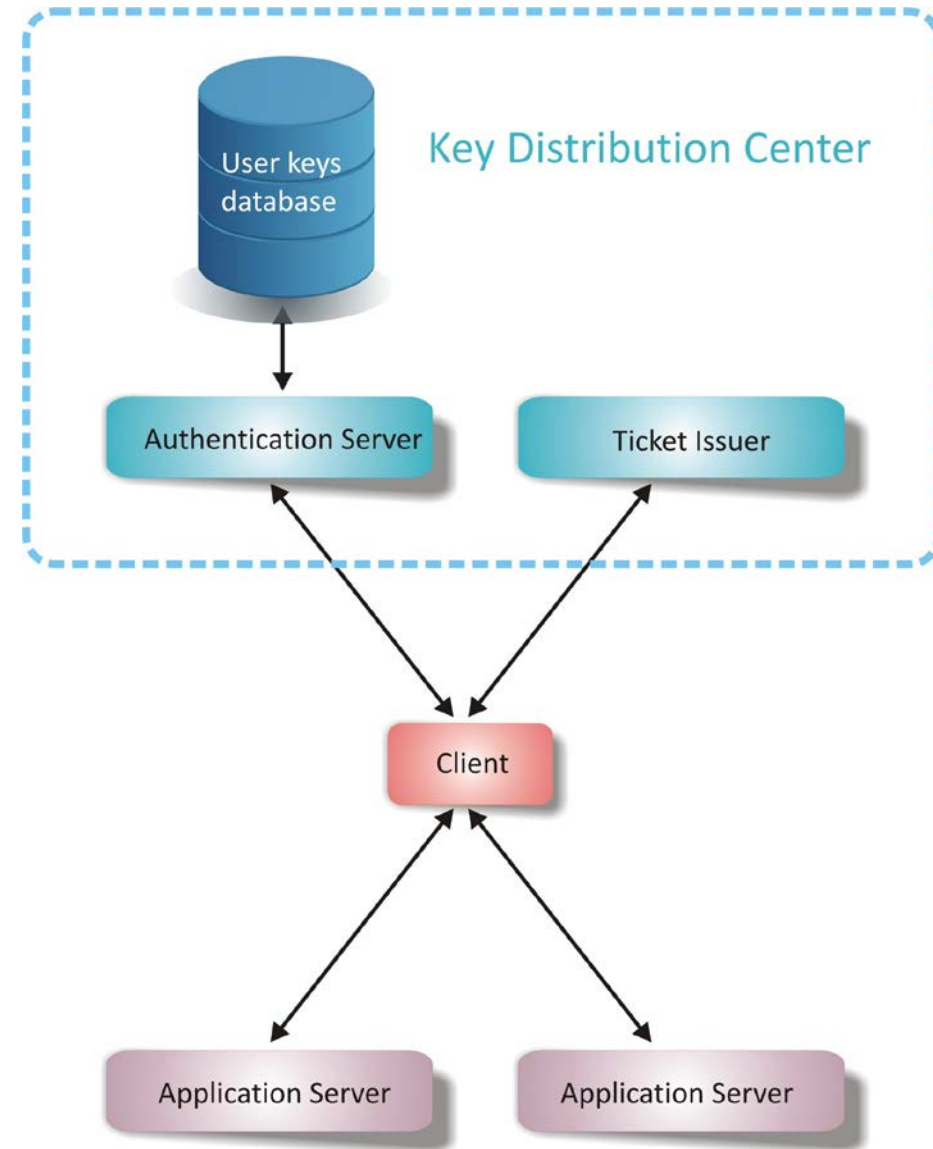 Key Distribution Center
User keys
database
Authentication Server
Ticket Issuer
Client
Application Server
Application Server